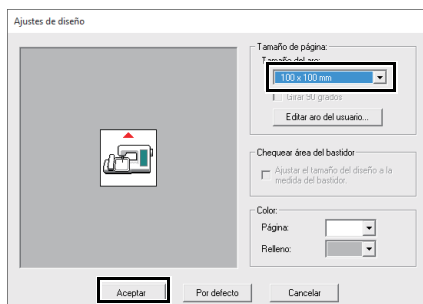 Ajustes de diseño
Tamaño de página:
Tamaño del aro:
100 x 100 mm
Girar 90 grados
Editar aro del usuario...
Chequear área del bastidor
Ajustar el tamaño del diseño a la
medida del bastidor.
Color:
Página:
Relleno:
Aceptar
Por defecto
Cancelar